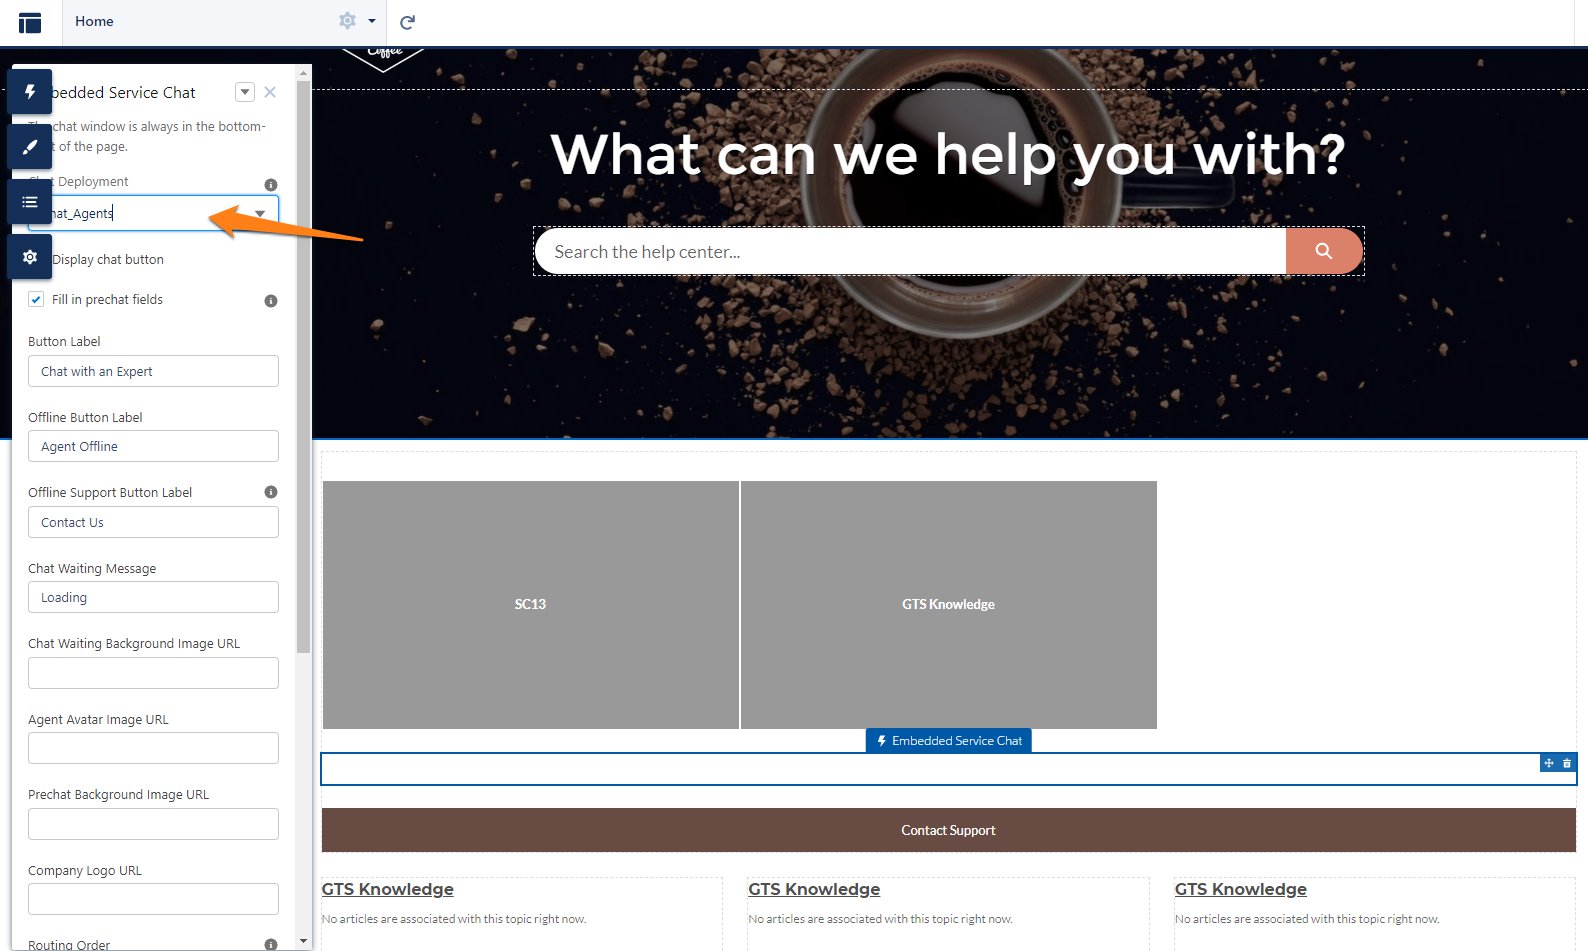 Home
Coffee
bedded Service Chat
chat window is always in the bottom-
of the page.
Deployment
hat_Agents
Display chat button
Fill in prechat fields
Button Label
Chat with an Expert
Offline Button Label
Agent Offline
Offline Support Button Label
Contact Us
Chat Waiting Message
Loading
Chat Waiting Background Image URL
Agent Avatar Image URL
Prechat Background Image URL
Company Logo URL
Routing Order
What can we help you with?
Search the help center...
SC13
GTS Knowledge
Embedded Service Chat
Contact Support
GTS Knowledge
No articles are associated with this topic right now.
GTS Knowledge
No articles are associated with this topic right now.
GTS Knowledge
No articles are associated with this topic right now.